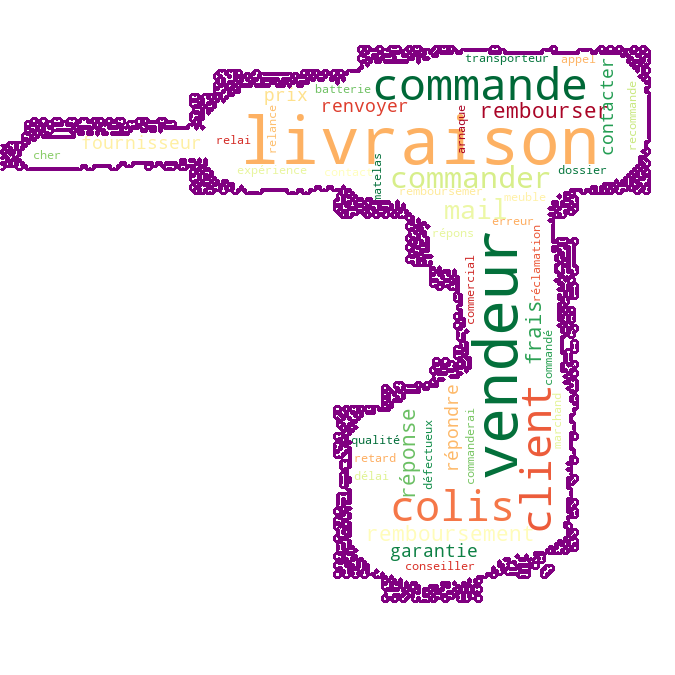 transporteur
appel
commande
contacter
recommande
batterie
prix
renvoyer
rembourser
relance
arnaque
livraison
fournisseur
relai
cher
expérience
matelas
commander
dossier
remboursemer
meuble
mail
erreur
répons
réclamation
commercial
vendeur
frais
commandé
client
marchand
répondre
réponse
défectueux
commanderai
qualité
retard
délai
colis
remboursement
garantie
conseiller